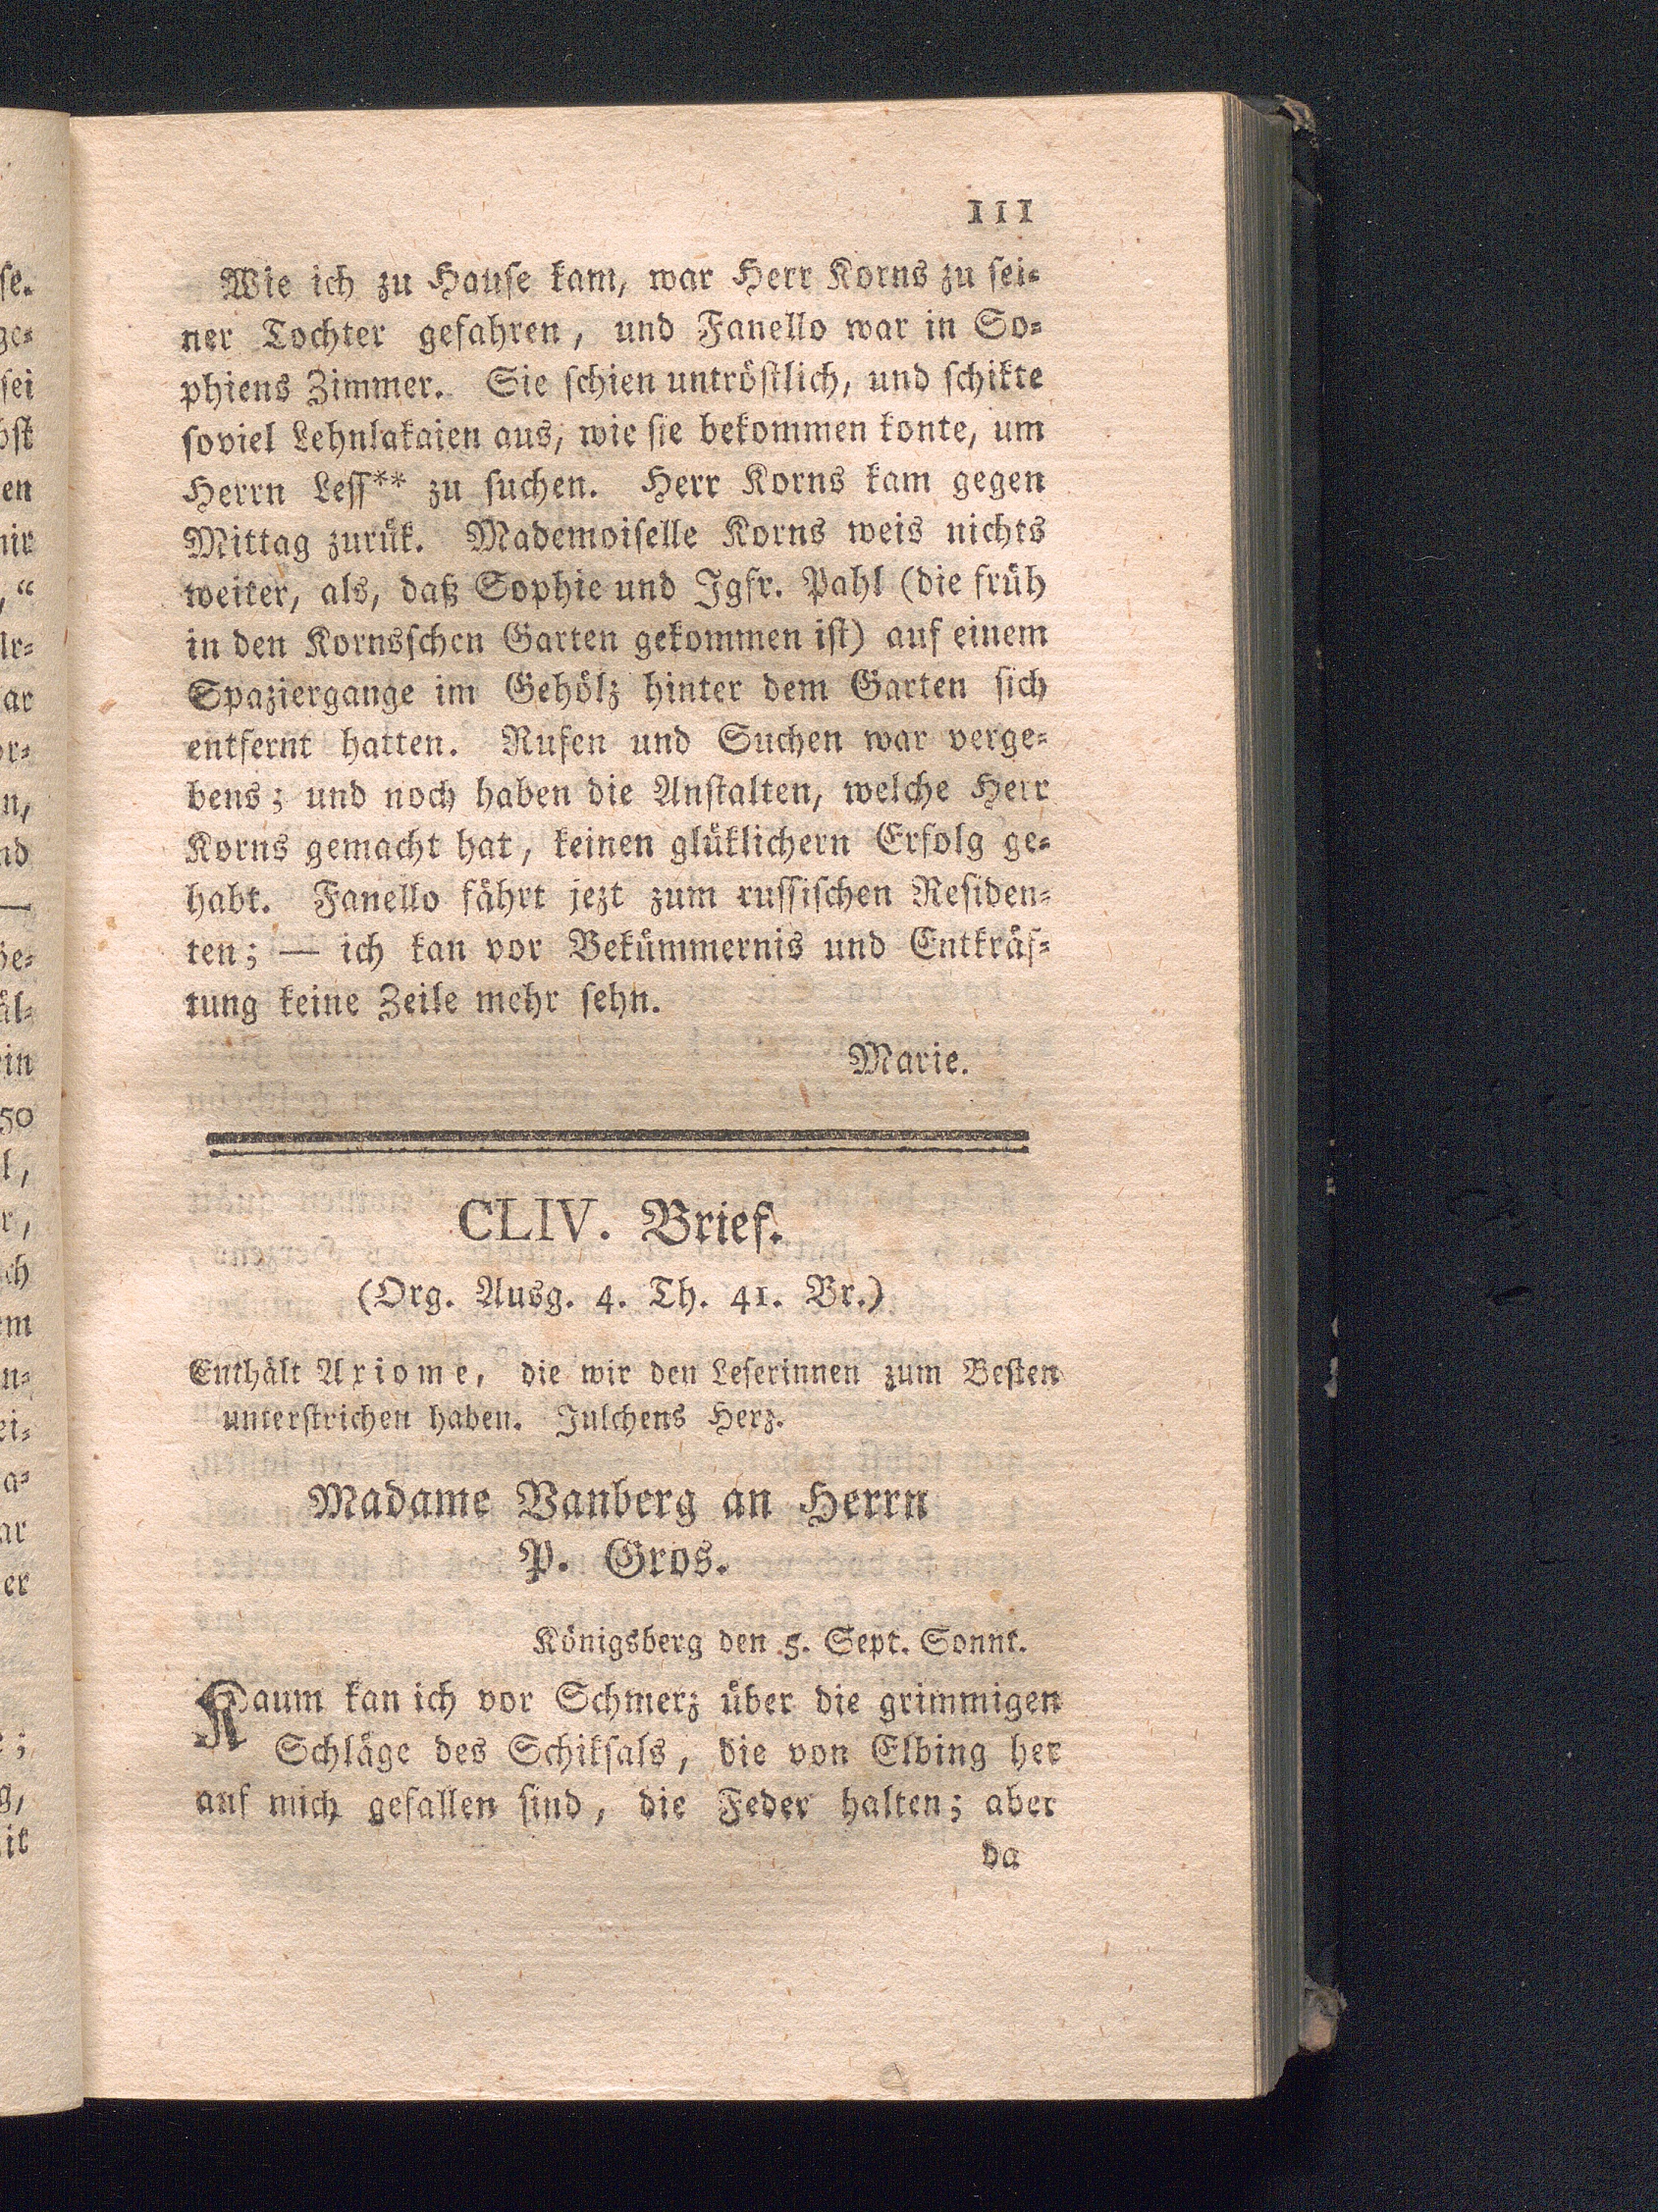 111
Wie ich zu Hauſe kam, war Herr Korns zu ſei-
ner Tochter gefahren, und Fanello war in So-
phiens Zimmer. Sie ſchien untröſtlich, und ſchikte
ſoviel Lehnlakaien aus, wie ſie bekommen konte, um
Herrn Leſſ** zu ſuchen. Herr Korns kam gegen
Mittag zurük. Mademoiſelle Korns weis nichts
weiter, als, daß Sophie und Jgfr. Pahl (die früh
in den Kornsſchen Garten gekommen iſt) auf einem
Spaziergange im Gehölz hinter dem Garten ſich
entfernt hatten. Rufen und Suchen war verge-
bens; und noch haben die Anſtalten, welche Herr
Korns gemacht hat, keinen glüklichern Erfolg ge-
habt. Fanello fährt jezt zum ruſſiſchen Reſiden-
ten; — ich kan vor Bekümmernis und Entkräf-
tung keine Zeile mehr ſehn.
Marie.
CLIV. Brief.
(Org. Ausg. 4. Th. 41. Br.)
Enthält Axiome, die wir den Leſerinnen zum Beſten
unterſtrichen haben. Julchens Herz.
Madame Vanberg an Herrn
P. Gros.
Königsberg den 5. Sept. Sonnt.
Kaum kan ich vor Schmerz über die grimmigen
Schläge des Schikſals, die von Elbing her
auf mich gefallen ſind, die Feder halten; aber
da